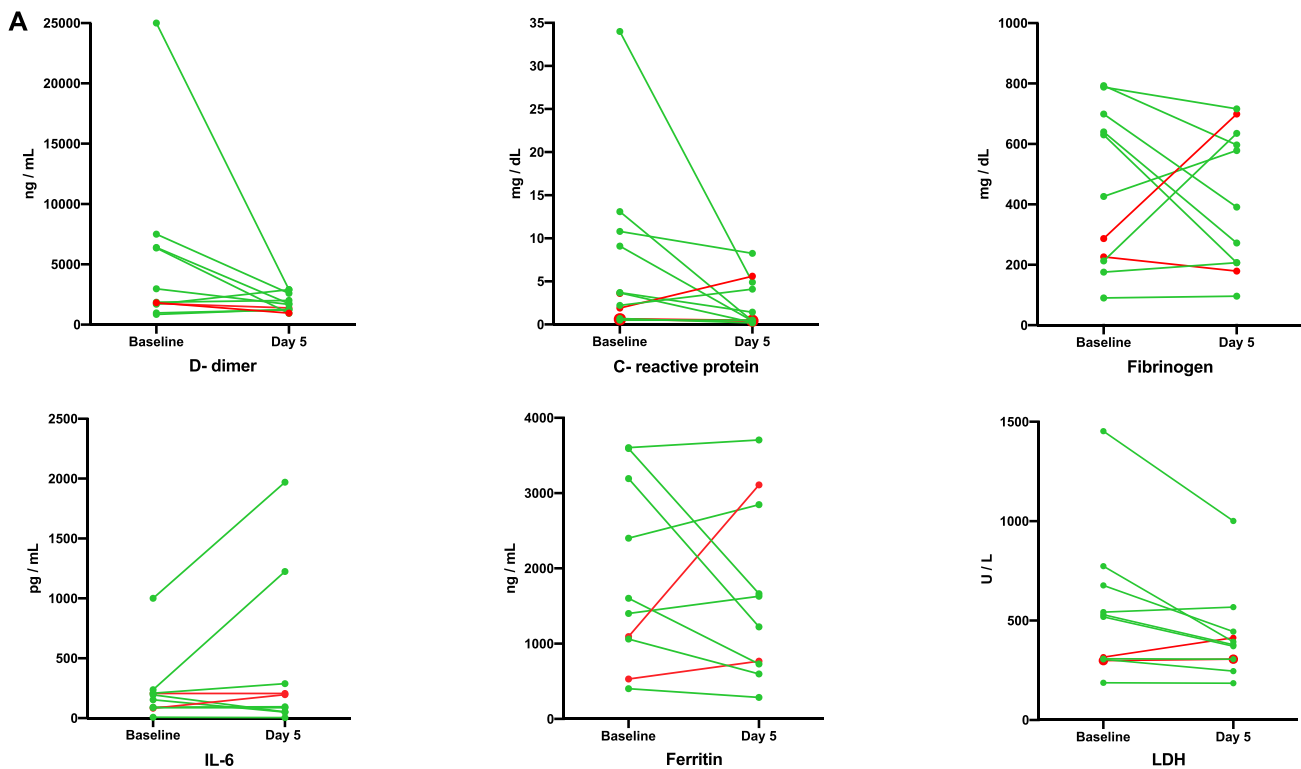 A
25000
20000
15000
10000
5000
0
ng / mL
Baseline Day 5
D- dimer
35
30
25
20
15
10
5
0
mg / dL
Baseline Day 5
C- reactive protein
1000
800
600
400
200
0
mg / dL
Baseline Day 5
Fibrinogen
2500
2000
1500
1000
500
0
pg / mL
Baseline Day 5
IL-6
4000
3000
2000
1000
0
ng / mL
Baseline Day 5
Ferritin
1500
1000
500
0
U / L
Baseline Day 5
LDH